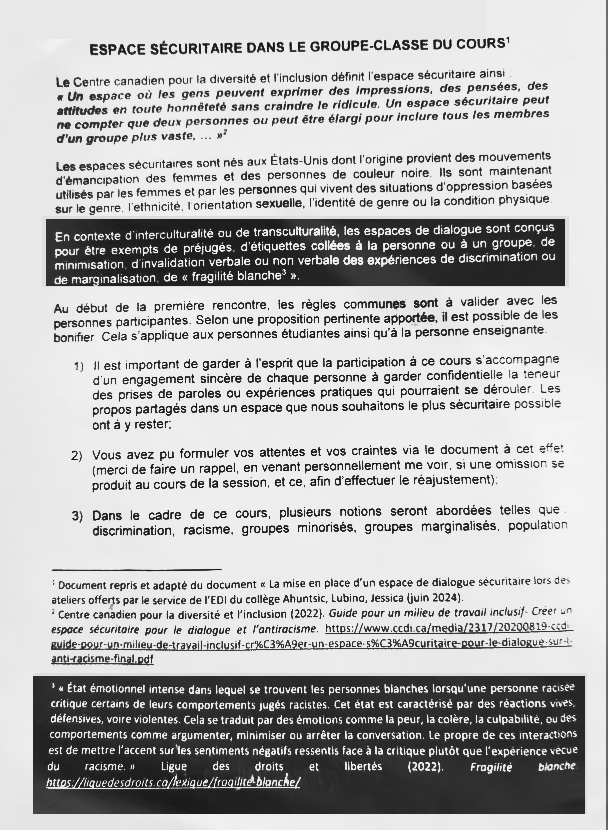 ESPACE SÉCURITAIRE DANS LE GROUPE-CLASSE DU COURS¹
Le Centre canadien pour la diversité et l'inclusion définit l'espace sécuritaire ainsi :
« Un espace où les gens peuvent exprimer des impressions, des pensées, des
attitudes en toute honnêteté sans craindre le ridicule. Un espace sécuritaire peut
ne compter que deux personnes ou peut être élargi pour inclure tous les membres
d'un groupe plus vaste, ... »²
Les espaces sécuritaires sont nés aux États-Unis dont l'origine provient des mouvements
d'émancipation des femmes et des personnes de couleur noire. Ils sont maintenant
utilisés par les femmes et par les personnes qui vivent des situations d'oppression basées
sur le genre, l'ethnicité, l'orientation sexuelle, l'identité de genre ou la condition physique.
En contexte d'interculturalité ou de transculturalité, les espaces de dialogue sont conçus
pour être exempts de préjugés, d'étiquettes collées à la personne ou à un groupe, de
minimisation, d'invalidation verbale ou non verbale des expériences de discrimination ou
de marginalisation, de « fragilité blanche³ ».
Au début de la première rencontre, les règles communes sont à valider avec les
personnes participantes. Selon une proposition pertinente apportée, il est possible de les
bonifier. Cela s'applique aux personnes étudiantes ainsi qu'à la personne enseignante.
1) Il est important de garder à l'esprit que la participation à ce cours s'accompagne
d'un engagement sincère de chaque personne à garder confidentielle la teneur
des prises de paroles ou expériences pratiques qui pourraient se dérouler. Les
propos partagés dans un espace que nous souhaitons le plus sécuritaire possible
ont à y rester;
2) Vous avez pu formuler vos attentes et vos craintes via le document à cet effet
(merci de faire un rappel, en venant personnellement me voir, si une omission se
produit au cours de la session, et ce, afin d'effectuer le réajustement);
3) Dans le cadre de ce cours, plusieurs notions seront abordées telles que :
discrimination, racisme, groupes minorisés, groupes marginalisés, population
¹ Document repris et adapté du document « La mise en place d'un espace de dialogue sécuritaire lors des
ateliers offerts par le service de l'EDI du collège Ahuntsic, Lubino, Jessica (juin 2024).
² Centre canadien pour la diversité et l'inclusion (2022). Guide pour un milieu de travail inclusif- Créer un
espace sécuritaire pour le dialogue et l'antiracisme. https://www.ccdi.ca/media/2317/20200819-ccdi-
guide-pour-un-milieu-de-travail-inclusif-cr%C3%A9er-un-espace-s%C3%A9curitaire-pour-le-dialogue-sur-l-
anti-racisme-final.pdf
³ « État émotionnel intense dans lequel se trouvent les personnes blanches lorsqu'une personne racisée
critique certains de leurs comportements jugés racistes. Cet état est caractérisé par des réactions vives,
défensives, voire violentes. Cela se traduit par des émotions comme la peur, la colère, la culpabilité, ou des
comportements comme argumenter, minimiser ou arrêter la conversation. Le propre de ces interactions
est de mettre l'accent sur les sentiments négatifs ressentis face à la critique plutôt que l'expérience vécue
du racisme. » Ligue des droits et libertés (2022). Fragilité blanche
https://liguedesdroits.ca/lexique/fragilite-blanche/